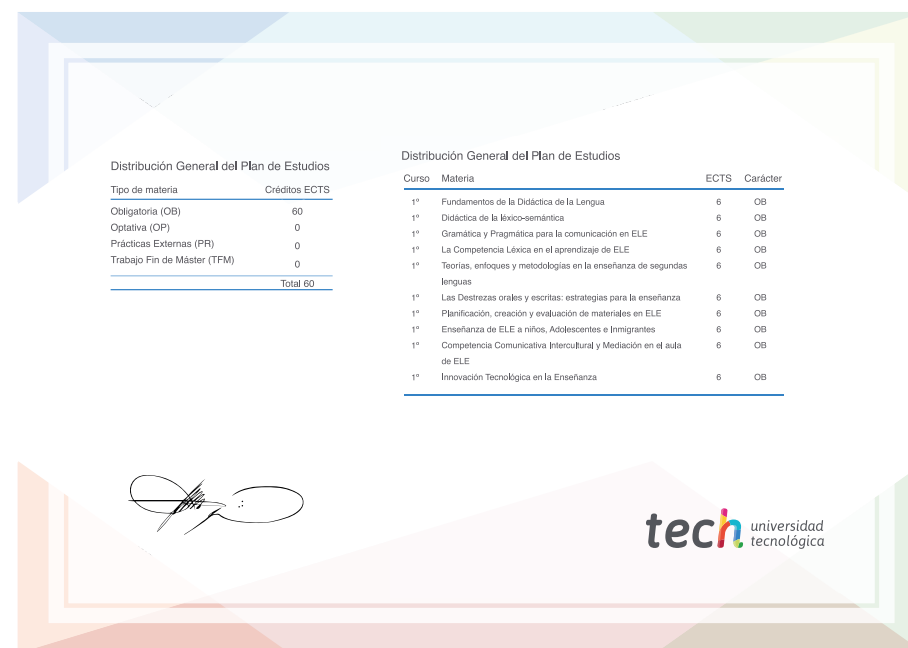 Distribución General del Plan de Estudios
Tipo de materia Créditos ECTS
Obligatoria (OB) 60
Optativa (OP) 0
Prácticas Externas (PR) 0
Trabajo Fin de Máster (TFM) 0
Total 60
Distribución General del Plan de Estudios
Curso Materia ECTS Carácter
1º Fundamentos de la Didáctica de la Lengua 6 OB
1º Didáctica de la léxico-semántica 6 OB
1º Gramática y Pragmática para la comunicación en ELE 6 OB
1º La Competencia Léxica en el aprendizaje de ELE 6 OB
1º Teorías, enfoques y metodologías en la enseñanza de segundas 6 OB
lenguas
1º Las Destrezas orales y escritas: estrategias para la enseñanza 6 OB
1º Planificación, creación y evaluación de materiales en ELE 6 OB
1º Enseñanza de ELE a niños, Adolescentes e Inmigrantes 6 OB
1º Competencia Comunicativa Intercultural y Mediación en el aula 6 OB
de ELE
1º Innovación Tecnológica en la Enseñanza 6 OB
tech universidad
tecnológica